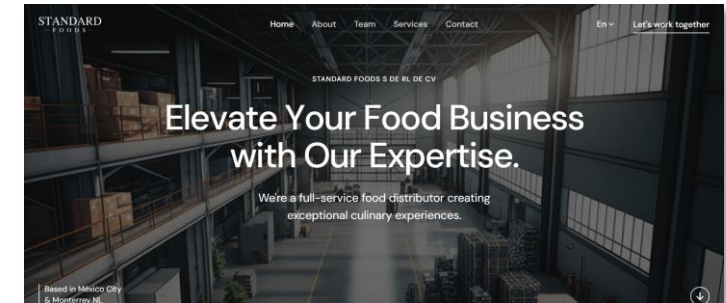 STANDARD
FOODS
Home
About
Team
Services
Contact
En
Let's work together
STANDARD FOODS S DE RL DE CV
Elevate Your Food Business
with Our Expertise.
We're a full-service food distributor creating
exceptional culinary experiences.
Based in México City
& Monterrey NL